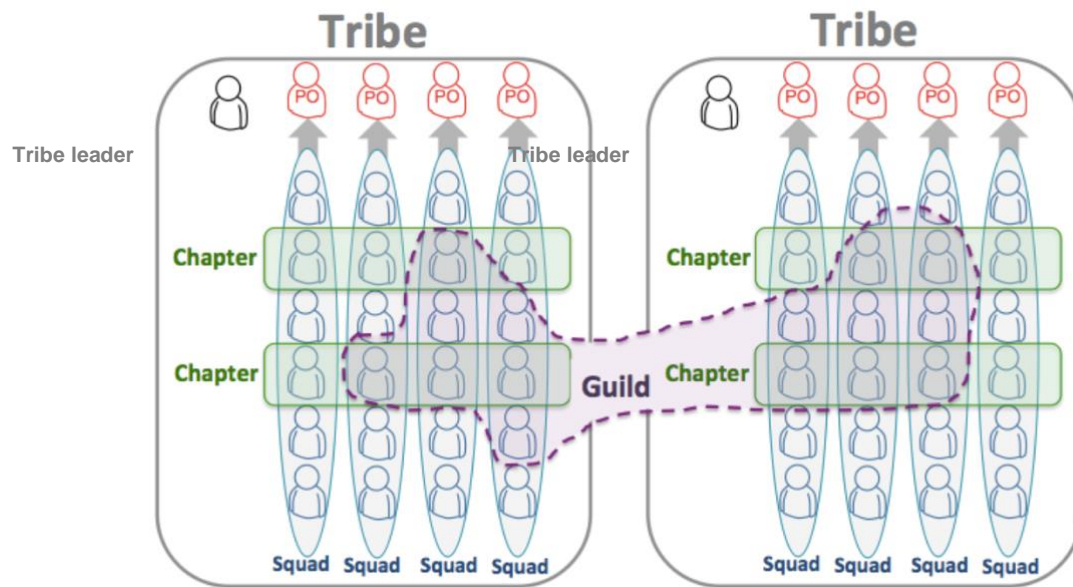 Tribe
Tribe
PO PO PO PO
PO PO PO PO
Tribe leader
Tribe leader
Chapter
Chapter
Chapter
Guild
Chapter
Squad Squad Squad Squad
Squad Squad Squad Squad